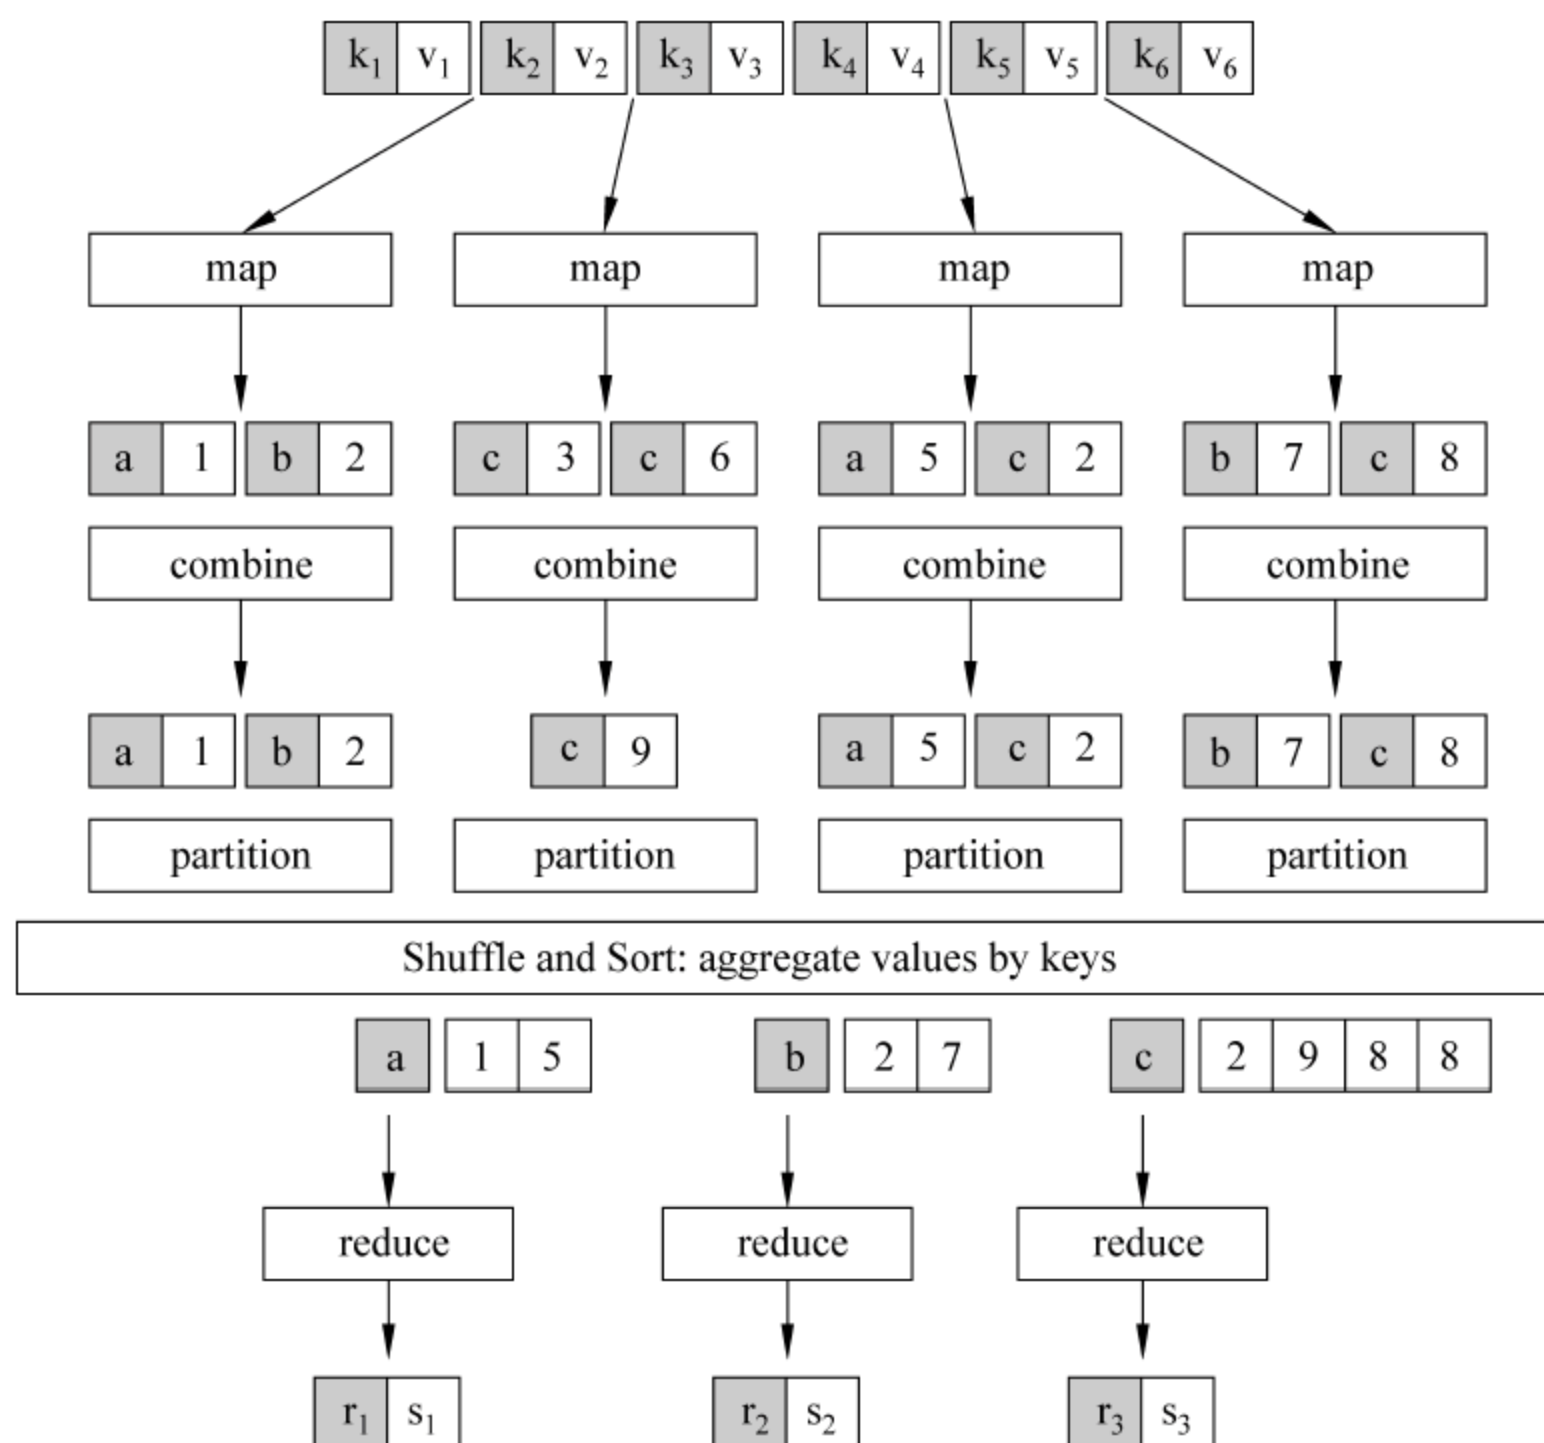 k1 v1 k2 v2 k3 v3 k4 v4 k5 v5 k6 v6
map map map map
a 1 b 2 c 3 c 6 a 5 c 2 b 7 c 8
combine combine combine combine
a 1 b 2 c 9 a 5 c 2 b 7 c 8
partition partition partition partition
Shuffle and Sort: aggregate values by keys
a 1 5 b 2 7 c 2 9 8 8
reduce reduce reduce
r1 s1 r2 s2 r3 s3